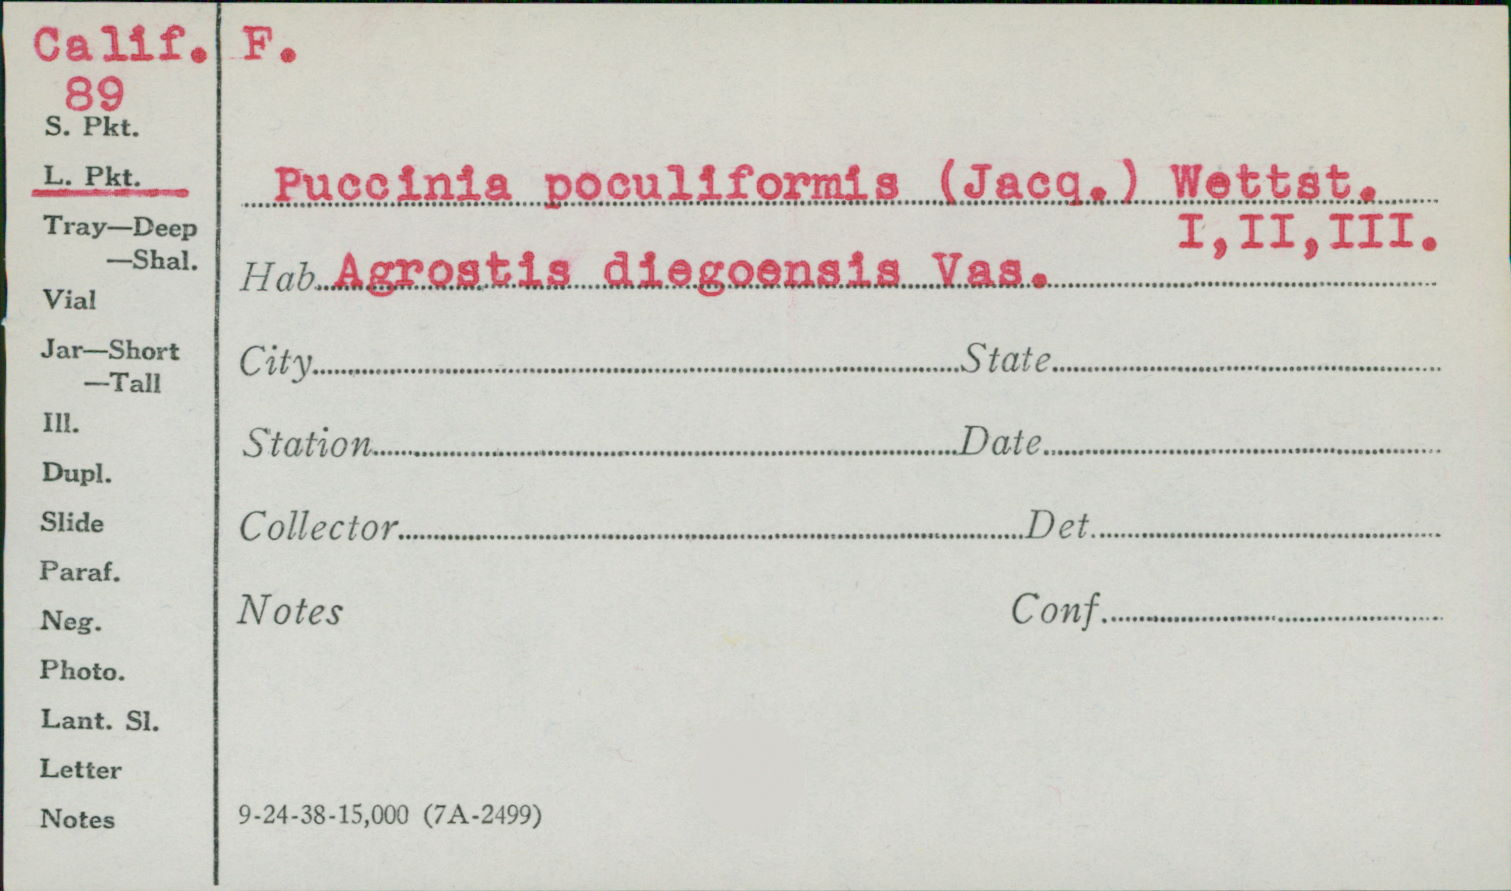 Calif.
89
S. Pkt.
L. Pkt.
Tray—Deep
—Shal.
Vial
Jar—Short
—Tall
Ill.
Dupl.
Slide
Paraf.
Neg.
Photo.
Lant. Sl.
Letter
Notes
F.
Puccinia poculiformis (Jacq.) Wettst.
I,II,III.
Hab. Agrostis diegoensis Vas.
City State
Station Date
Collector Det.
Notes Conf.
9-24-38-15,000 (7A-2499)